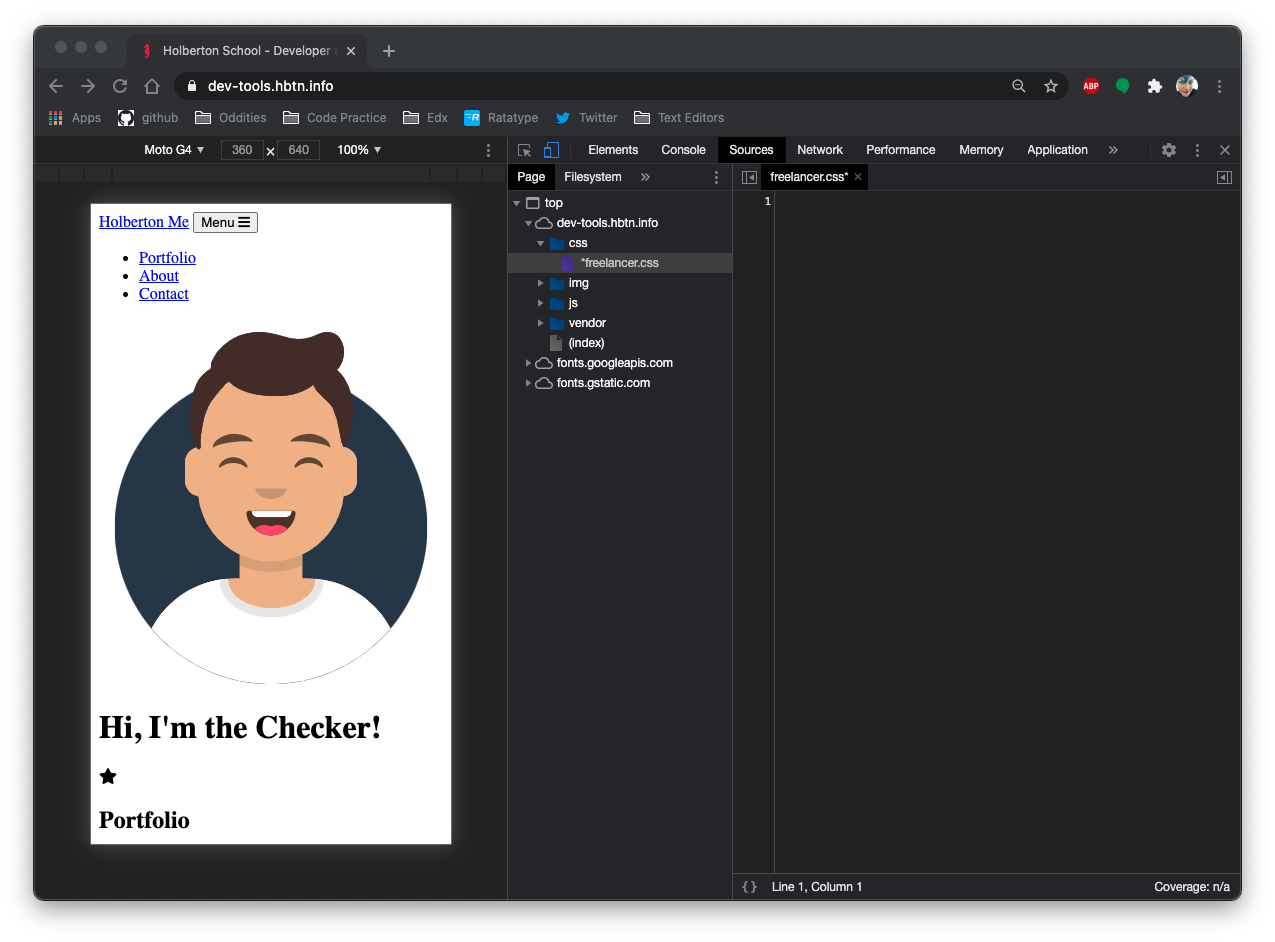 Holberton School - Developer
dev-tools.hbtn.info
ABP
Apps github Oddities Code Practice Edx Ratatype Twitter Text Editors
Moto G4 360 x 640 100%
Elements Console Sources Network Performance Memory Application »
Page Filesystem »
freelancer.css* ×
Holberton Me Menu
Portfolio
About
Contact
Hi, I'm the Checker!
Portfolio
top
dev-tools.hbtn.info
css
*freelancer.css
img
js
vendor
(index)
fonts.googleapis.com
fonts.gstatic.com
1
{} Line 1, Column 1 Coverage: n/a